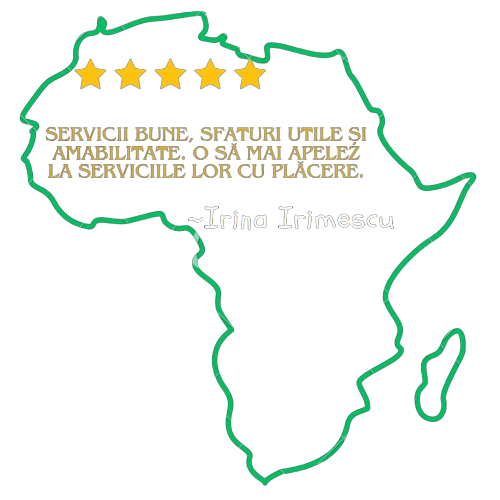 SERVICII BUNE, SFATURI UTILE ȘI
AMABILITATE. O SĂ MAI APELEZ
LA SERVICIILE LOR CU PLĂCERE.
~Irina Irimescu